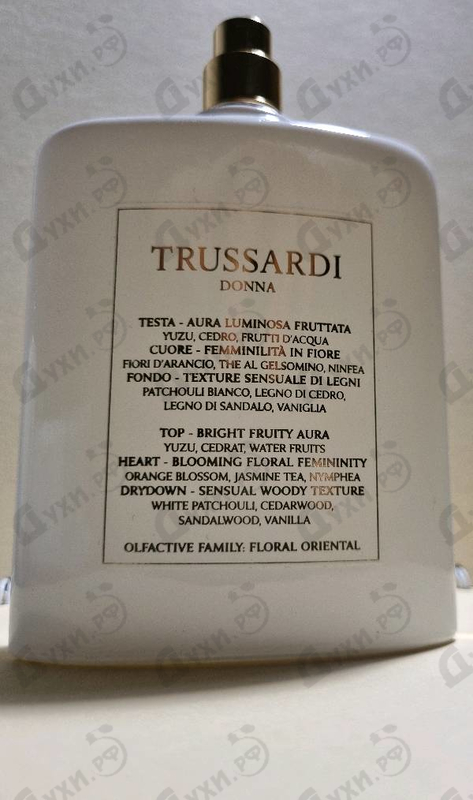 TRUSSARDI
DONNA
TESTA - AURA LUMINOSA FRUTTATA
YUZU, CEDRO, FRUTTI D'ACQUA
CUORE - FEMMINILITÀ IN FIORE
FIORI D'ARANCIO, THE AL GELSOMINO, NINFEA
FONDO - TEXTURE SENSUALE DI LEGNI
PATCHOULI BIANCO, LEGNO DI CEDRO,
LEGNO DI SANDALO, VANIGLIA
TOP - BRIGHT FRUITY AURA
YUZU, CEDRAT, WATER FRUITS
HEART - BLOOMING FLORAL FEMININITY
ORANGE BLOSSOM, JASMINE TEA, NYMPHEA
DRYDOWN - SENSUAL WOODY TEXTURE
WHITE PATCHOULI, CEDARWOOD,
SANDALWOOD, VANILLA
OLFACTIVE FAMILY: FLORAL ORIENTAL
Духи.РФ